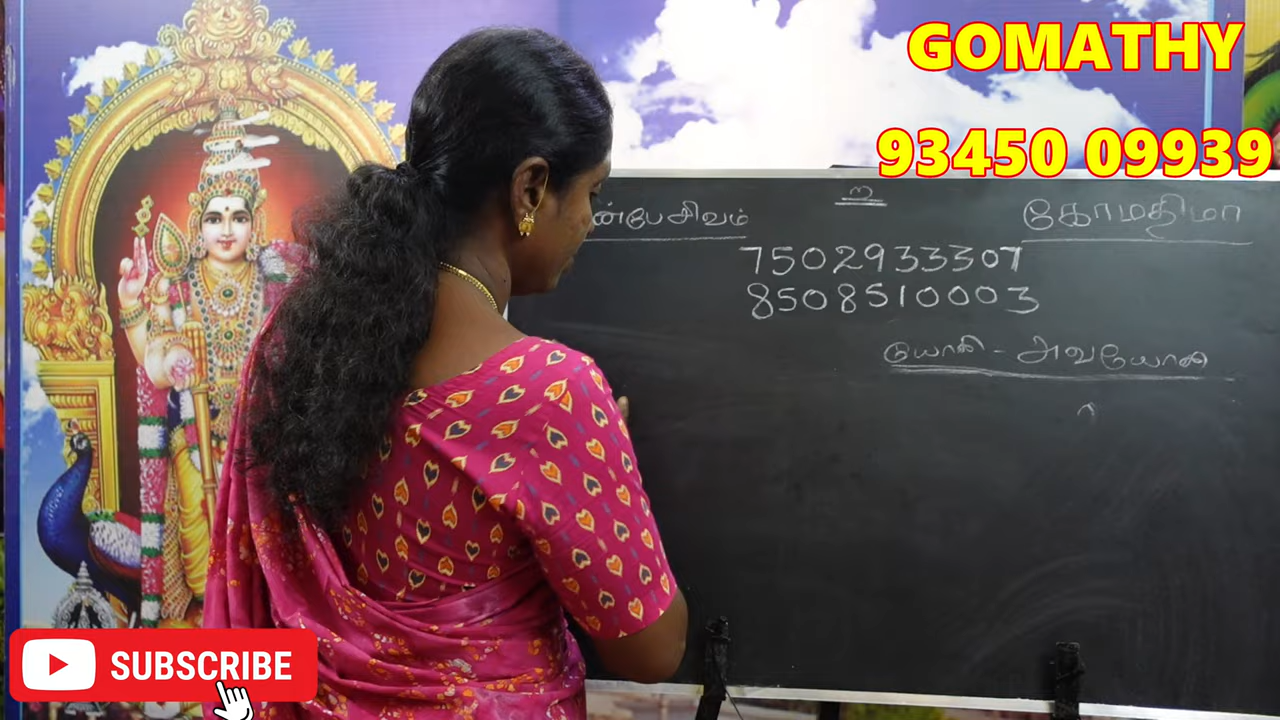 GOMATHY
93450 09939
உ
ன்பே சிவம்
கோமதிமா
7502933307
8508510003
யோகி - அவயோகி
SUBSCRIBE